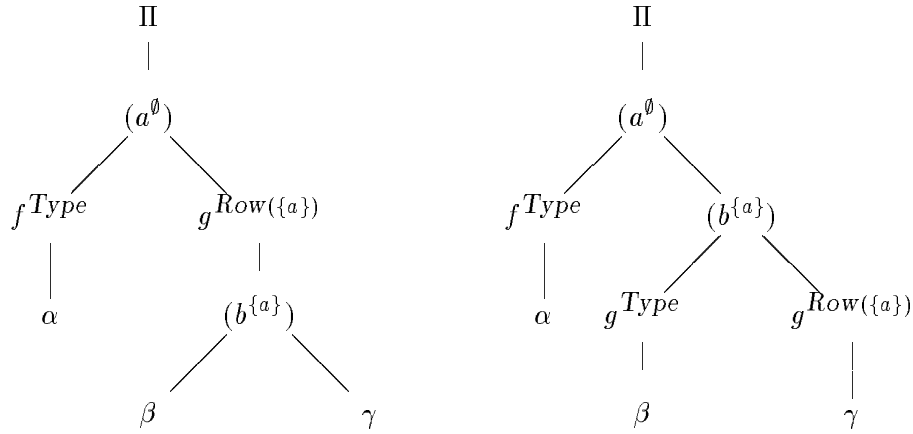 Π Π
(a^∅) (a^∅)
f^Type g^Row({a}) f^Type (b^{a})
α (b^{a}) α g^Type g^Row({a})
β γ β γ